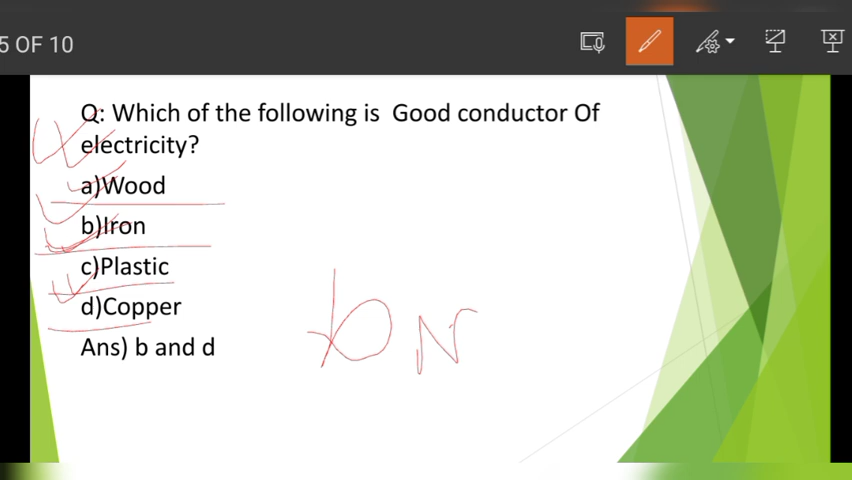 5 OF 10
Q: Which of the following is Good conductor Of
electricity?
a)Wood
b)Iron
c)Plastic
d)Copper
Ans) b and d
b N